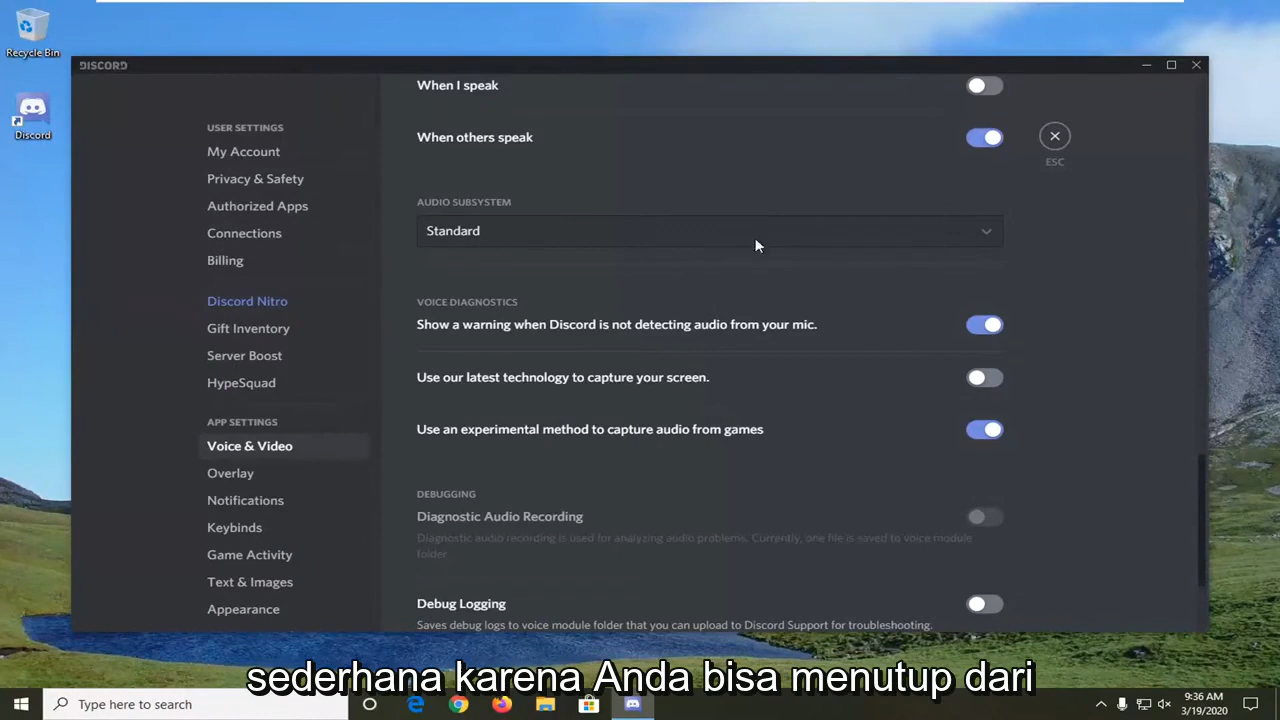 Recycle Bin
Discord
DISCORD
USER SETTINGS
My Account
Privacy & Safety
Authorized Apps
Connections
Billing
Discord Nitro
Gift Inventory
Server Boost
HypeSquad
APP SETTINGS
Voice & Video
Overlay
Notifications
Keybinds
Game Activity
Text & Images
Appearance
When I speak
When others speak
ESC
AUDIO SUBSYSTEM
Standard
VOICE DIAGNOSTICS
Show a warning when Discord is not detecting audio from your mic.
Use our latest technology to capture your screen.
Use an experimental method to capture audio from games
DEBUGGING
Diagnostic Audio Recording
Diagnostic audio recording is used for analyzing audio problems. Currently, one file is saved to voice module
folder
Debug Logging
Saves debug logs to voice module folder that you can upload to Discord Support for troubleshooting.
sederhana karena Anda bisa menutup dari
Type here to search
9:36 AM
3/19/2020